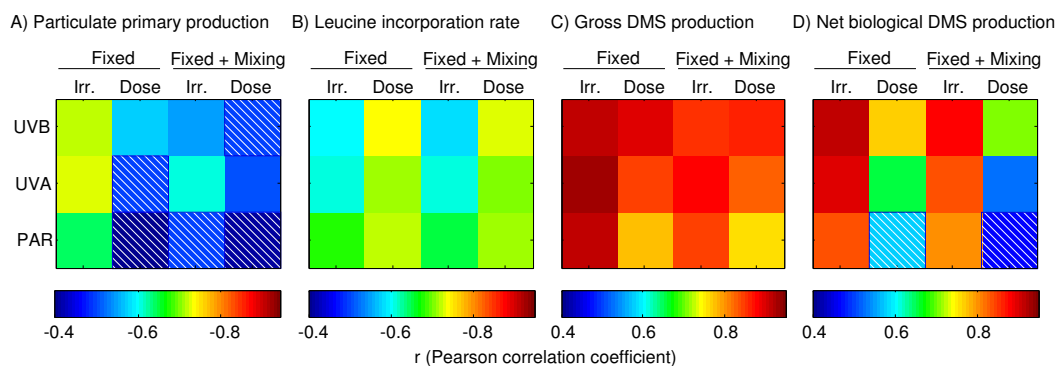 A) Particulate primary production B) Leucine incorporation rate C) Gross DMS production D) Net biological DMS production
Fixed Fixed + Mixing Fixed Fixed + Mixing Fixed Fixed + Mixing Fixed Fixed + Mixing
Irr. Dose Irr. Dose Irr. Dose Irr. Dose Irr. Dose Irr. Dose Irr. Dose Irr. Dose
UVB
UVA
PAR
-0.4 -0.6 -0.8 -0.4 -0.6 -0.8 0.4 0.6 0.8 0.4 0.6 0.8
r (Pearson correlation coefficient)